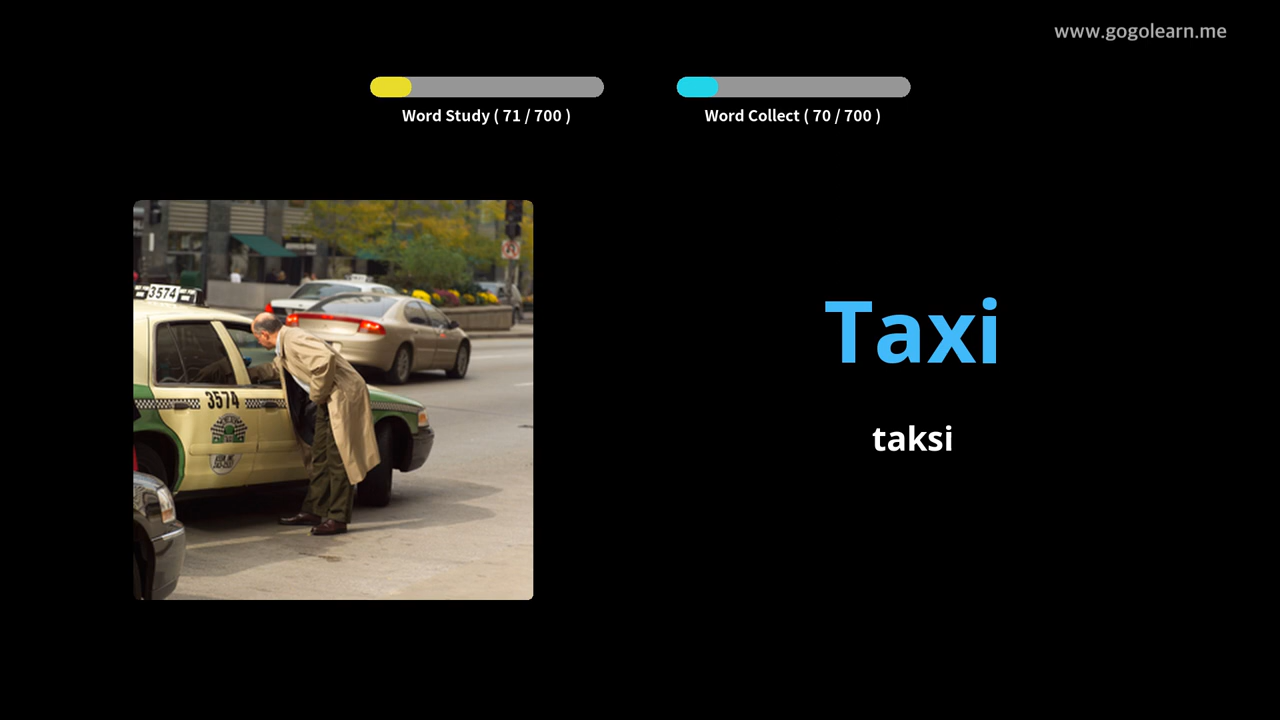 www.gogolearn.me
Word Study ( 71 / 700 )
Word Collect ( 70 / 700 )
3574
3574
Taxi
taksi